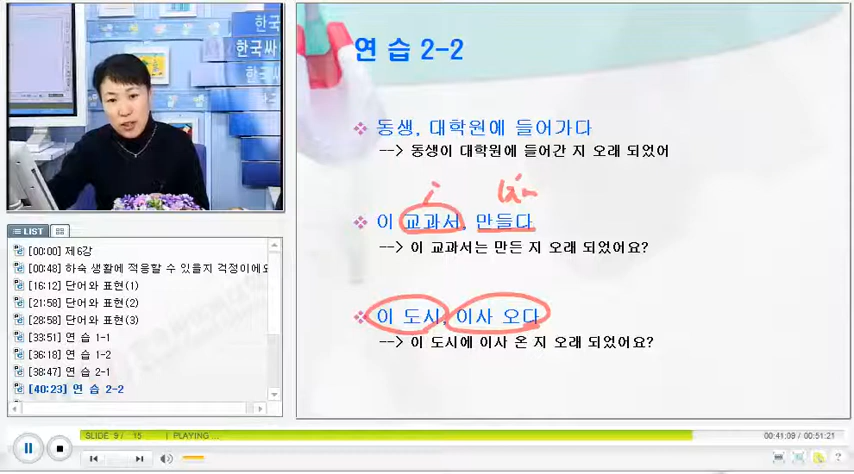 한국
한국
한국싸
한국
연 습 2-2
❖ 동생, 대학원에 들어가다
--> 동생이 대학원에 들어간 지 오래 되었어
❖ 이 교과서, 만들다
--> 이 교과서는 만든 지 오래 되었어요?
❖ 이 도시, 이사 오다
--> 이 도시에 이사 온 지 오래 되었어요?
LIST
[00:00] 제6강
[00:48] 하숙 생활에 적응할 수 있을지 걱정이에요
[16:12] 단어와 표현(1)
[21:58] 단어와 표현(2)
[28:58] 단어와 표현(3)
[33:51] 연 습 1-1
[36:18] 연 습 1-2
[38:47] 연 습 2-1
[40:23] 연 습 2-2
SLIDE 9 / 15 | PLAYING ...
00:41:09 / 00:51:21